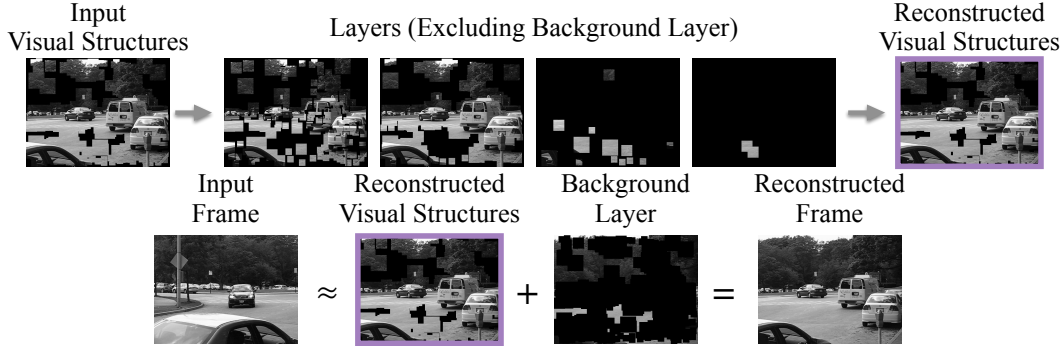 Input
Visual Structures
Layers (Excluding Background Layer)
Reconstructed
Visual Structures
Input
Frame
Reconstructed
Visual Structures
Background
Layer
Reconstructed
Frame
≈ + =